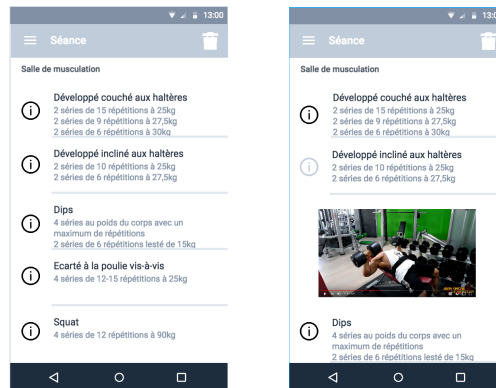 13:00
Séance
Salle de musculation
Développé couché aux haltères
2 séries de 15 répétitions à 25kg
2 séries de 9 répétitions à 27,5kg
2 séries de 6 répétitions à 30kg
Développé incliné aux haltères
2 séries de 10 répétitions à 25kg
2 séries de 6 répétitions à 27,5kg
Dips
4 séries au poids du corps avec un
maximum de répétitions
2 séries de 6 répétitions lesté de 15kg
Ecarté à la poulie vis-à-vis
4 séries de 12-15 répétitions à 25kg
Squat
4 séries de 12 répétitions à 90kg
Séance
Salle de musculation
Développé couché aux haltères
2 séries de 15 répétitions à 25kg
2 séries de 9 répétitions à 27,5kg
2 séries de 6 répétitions à 30kg
Développé incliné aux haltères
2 séries de 10 répétitions à 25kg
2 séries de 6 répétitions à 27,5kg
Dips
4 séries au poids du corps avec un
maximum de répétitions
2 séries de 6 répétitions lesté de 15kg